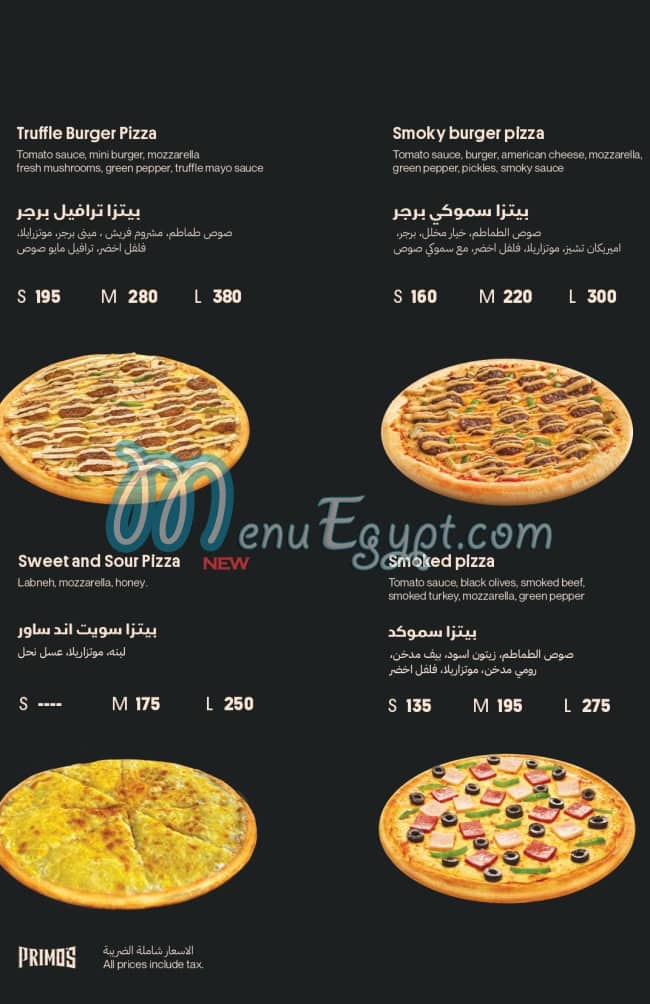 Truffle Burger Pizza
Tomato sauce, mini burger, mozzarella
fresh mushrooms, green pepper, truffle mayo sauce
بيتزا ترافيل برجر
صوص طماطم، مشروم فريش ، مينى برجر، موتزرايلا،
فلفل اخضر، ترافيل مايو صوص
S 195 M 280 L 380
Smoky burger pizza
Tomato sauce, burger, american cheese, mozzarella,
green pepper, pickles, smoky sauce
بيتزا سموكي برجر
صوص الطماطم، خيار مخلل، برجر،
اميريكان تشيز، موتزاريلا، فلفل اخضر، مع سموكي صوص
S 160 M 220 L 300
MenuEgypt.com
Sweet and Sour Pizza NEW
Labneh, mozzarella, honey.
بيتزا سويت اند ساور
لبنه، موتزاريلا، عسل نحل
S ---- M 175 L 250
Smoked pizza
Tomato sauce, black olives, smoked beef,
smoked turkey, mozzarella, green pepper
بيتزا سموكد
صوص الطماطم، زيتون اسود، بيف مدخن،
رومي مدخن، موتزاريلا، فلفل اخضر
S 135 M 195 L 275
PRIMO'S
الاسعار شاملة الضريبة
All prices include tax.